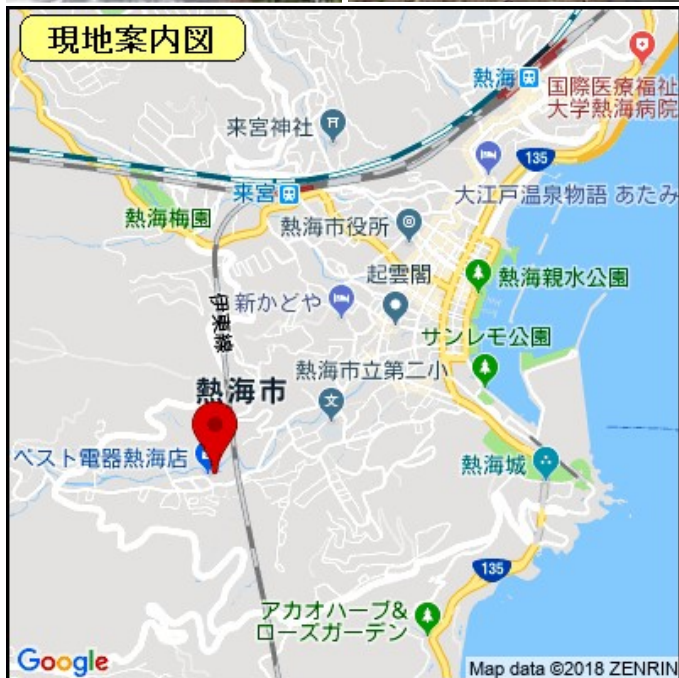 現地案内図
熱海
国際医療福祉
大学熱海病院
来宮神社
135
来宮
大江戸温泉物語 あたみ
熱海梅園
熱海市役所
起雲閣
熱海親水公園
伊東線
新かどや
サンレモ公園
熱海市立第二小
熱海市
文
ベスト電器熱海店
熱海城
135
アカオハーブ&
ローズガーデン
Google
Map data ©2018 ZENRIN